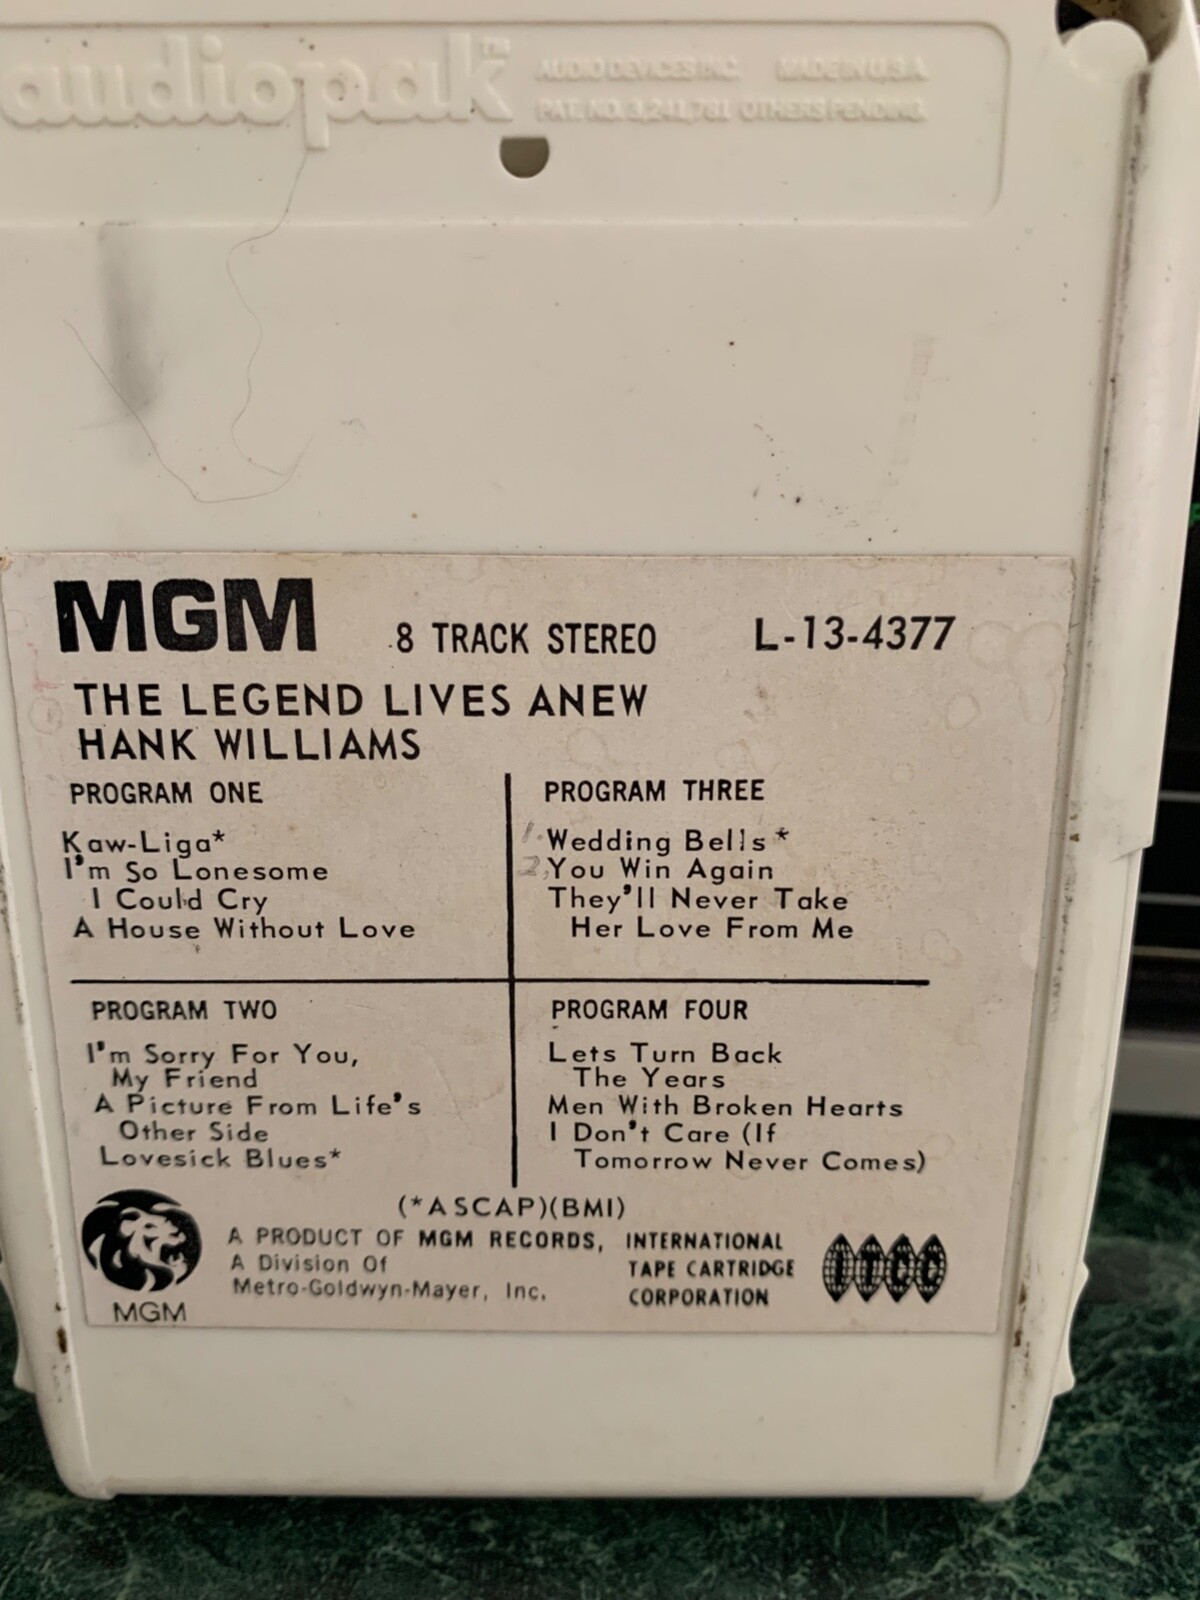 audiopak™
AUDIO DEVICES INC. MADE IN U.S.A.
PAT. NO. 3,241,781 OTHERS PENDING
MGM 8 TRACK STEREO L-13-4377
THE LEGEND LIVES ANEW
HANK WILLIAMS
PROGRAM ONE
Kaw-Liga*
I'm So Lonesome
I Could Cry
A House Without Love
PROGRAM TWO
I'm Sorry For You,
My Friend
A Picture From Life's
Other Side
Lovesick Blues*
PROGRAM THREE
1. Wedding Bells*
2. You Win Again
They'll Never Take
Her Love From Me
PROGRAM FOUR
Lets Turn Back
The Years
Men With Broken Hearts
I Don't Care (If
Tomorrow Never Comes)
(*ASCAP)(BMI)
MGM
A PRODUCT OF MGM RECORDS,
A Division Of
Metro-Goldwyn-Mayer, Inc.
INTERNATIONAL
TAPE CARTRIDGE
CORPORATION
ITCC